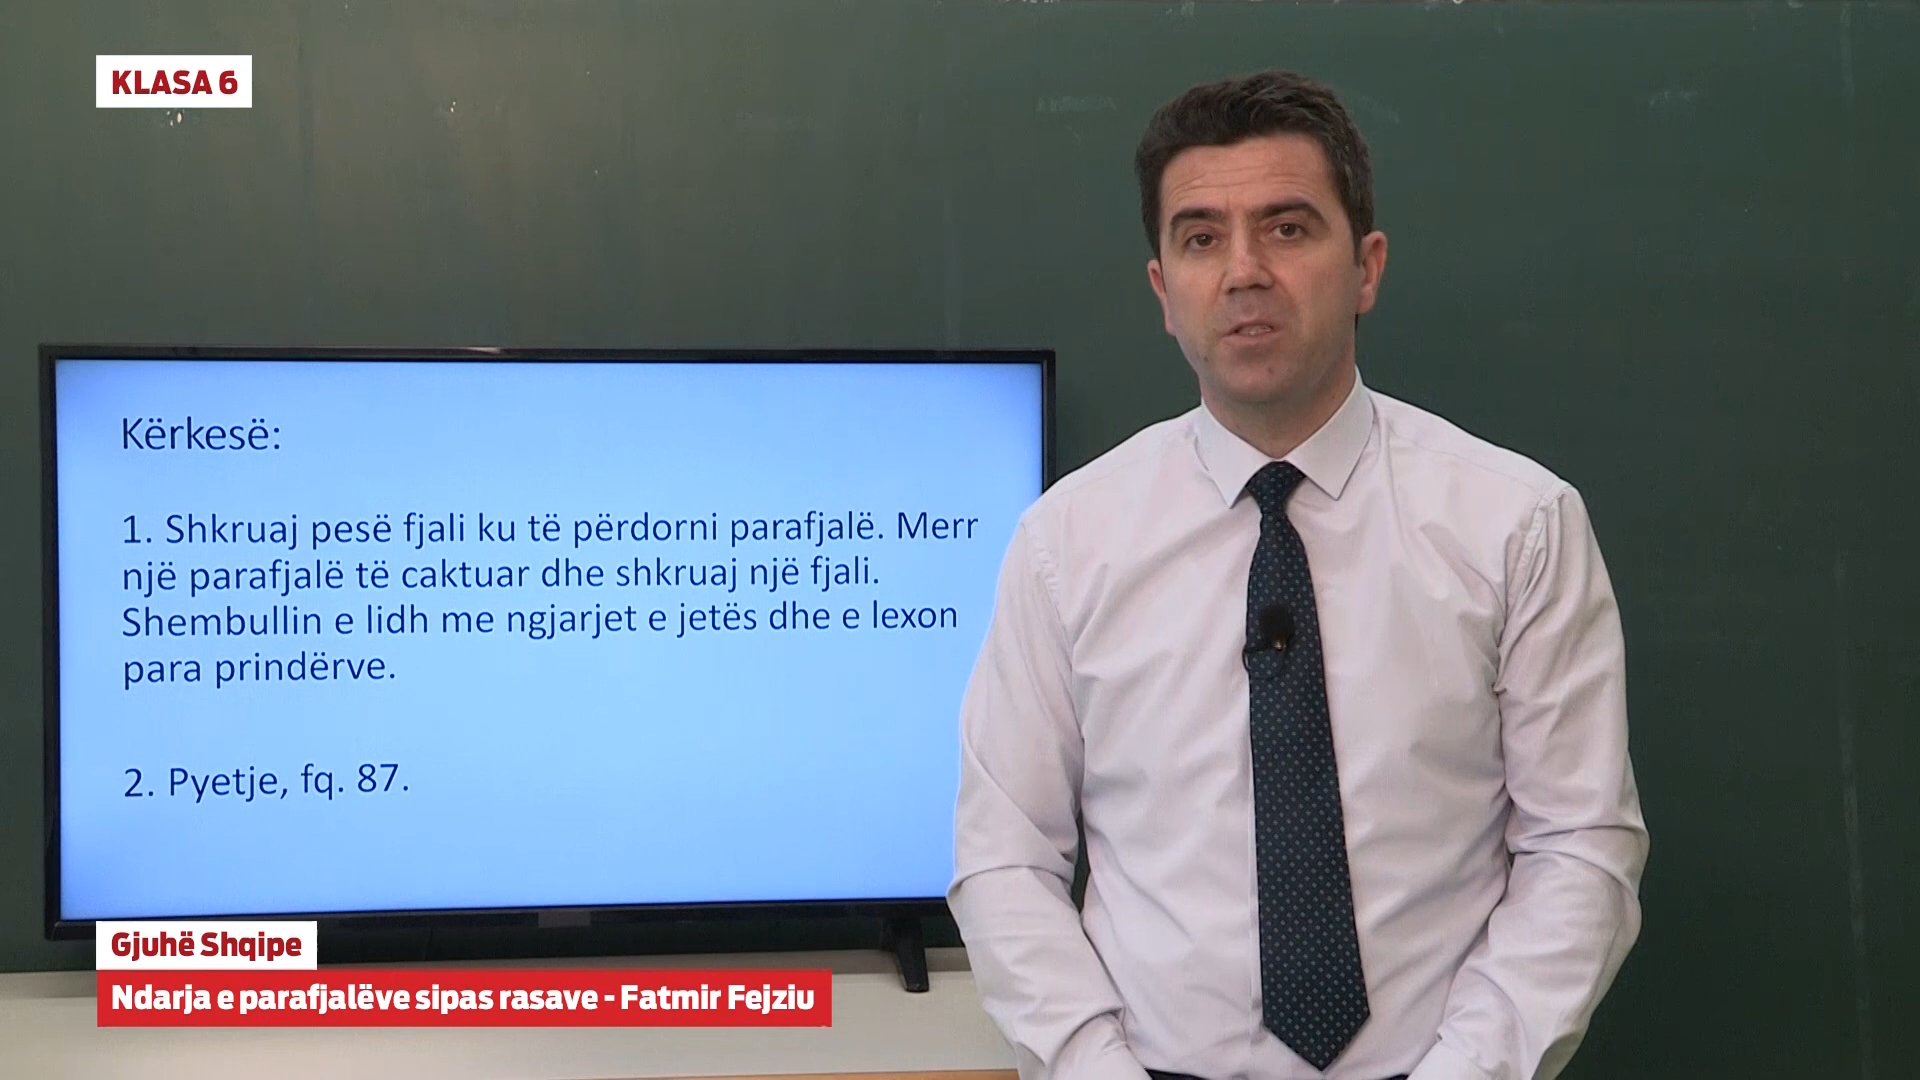 KLASA 6
Kërkesë:
1. Shkruaj pesë fjali ku të përdorni parafjalë. Merr
një parafjalë të caktuar dhe shkruaj një fjali.
Shembullin e lidh me ngjarjet e jetës dhe e lexon
para prindërve.
2. Pyetje, fq. 87.
Gjuhë Shqipe
Ndarja e parafjalëve sipas rasave - Fatmir Fejziu